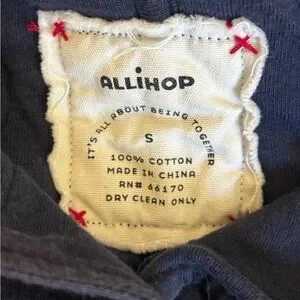 ALLiHOP
IT'S ALL ABOUT BEING TOGETHER
S
100% COTTON
MADE IN CHINA
RN# 66170
DRY CLEAN ONLY